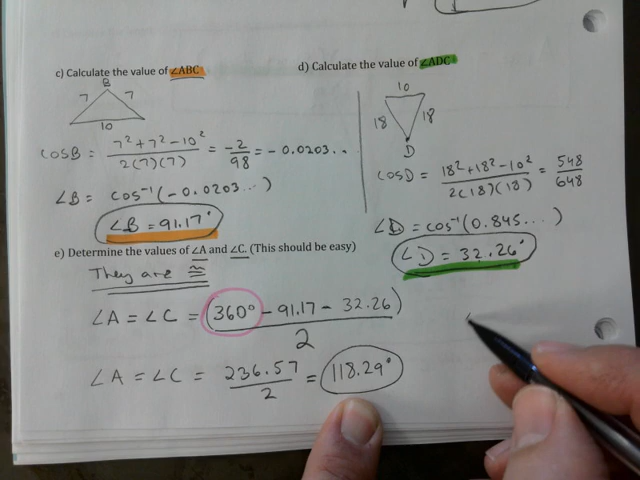 c) Calculate the value of ∠ABC
B
7 7
10
cosB = 7² + 7² − 10² / 2(7)(7) = −2/98 = −0.0203..
∠B = cos⁻¹(−0.0203...)
∠B = 91.17°
d) Calculate the value of ∠ADC
10
18 18
D
cosD = 18² + 18² − 10² / 2(18)(18) = 548/648
∠D = cos⁻¹(0.845...)
∠D = 32.26°
e) Determine the values of ∠A and ∠C. (This should be easy)
They are ≅
∠A = ∠C = (360° − 91.17 − 32.26) / 2
∠A = ∠C = 236.57 / 2 = 118.29°